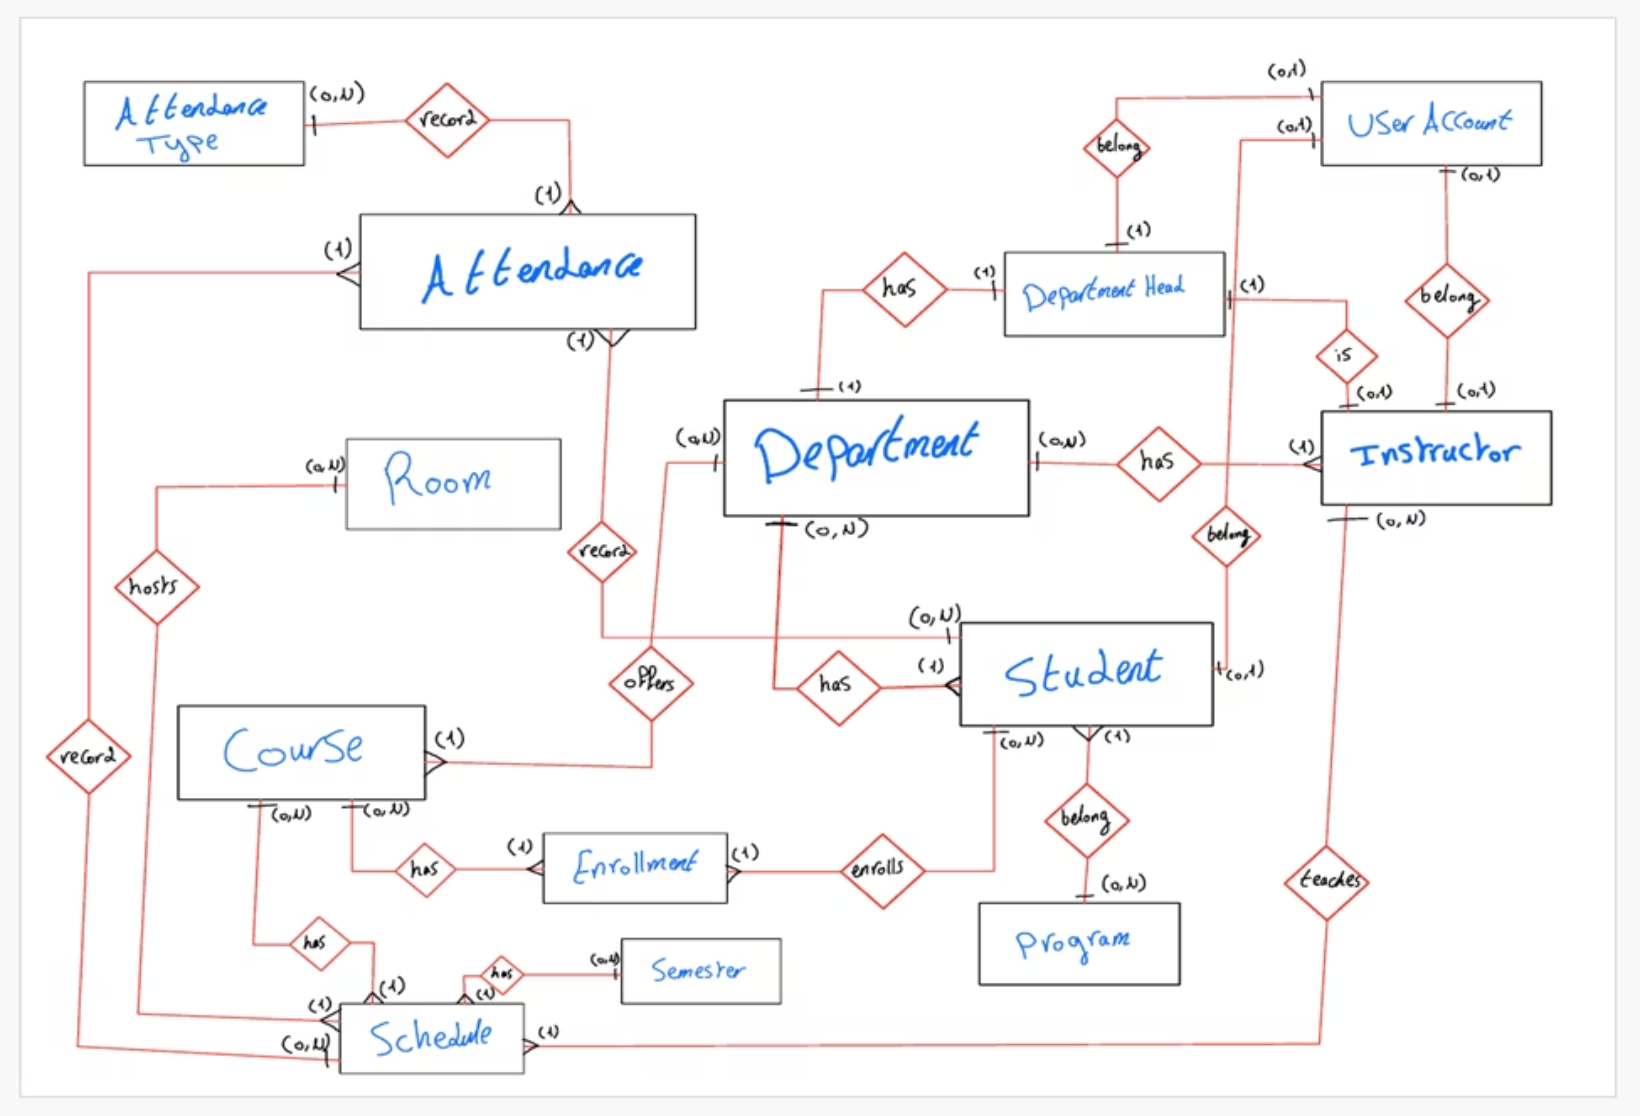 (0,1)
(0,N)
Attendance
Type
record
User Account
(0,1)
belong
(0,1)
(1)
(1)
(1)
Attendance
has
(1)
Department Head
(1)
belong
(1)
is
(1)
(0,1)
(0,1)
(0,N)
Department
(0,N)
has
(1)
Instructor
(0,N)
Room
(0,N)
(0,N)
record
belong
hosts
(0,N)
(1)
Student
(0,1)
offers
has
(1)
Course
(0,N)
(1)
record
(0,N)
(0,N)
belong
(1)
Enrollment
(1)
enrolls
has
(0,N)
teaches
has
Program
has
(0,N)
Semester
(1)
(1)
(1)
Schedule
(1)
(0,N)